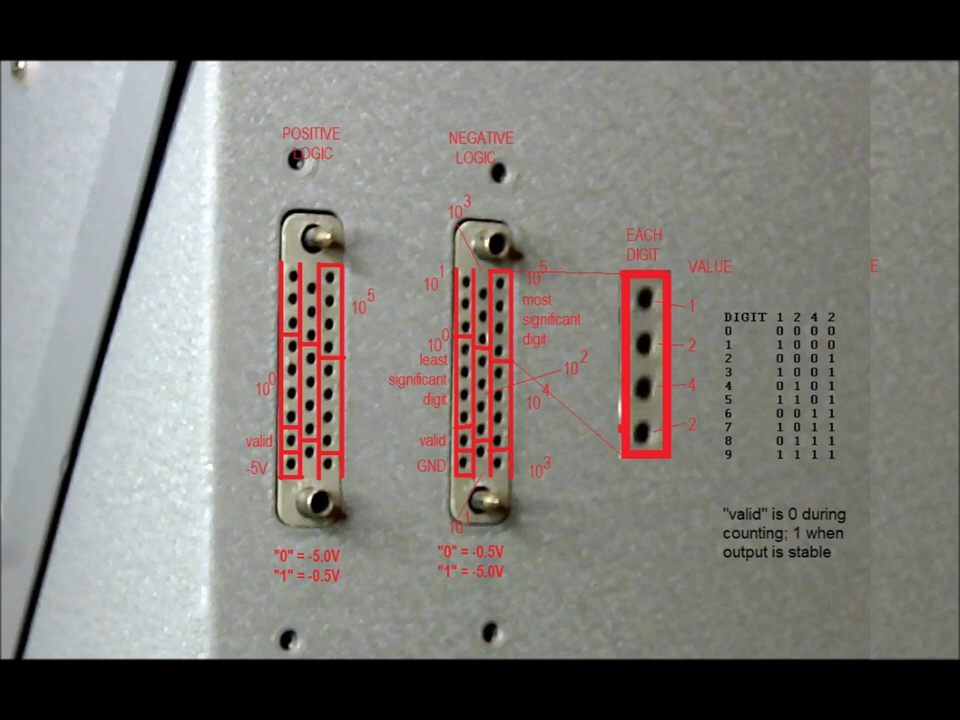 POSITIVE
LOGIC
NEGATIVE
LOGIC
10^3
EACH
DIGIT
VALUE
E
10^1
10^5
10^5
most
significant
digit
1
2
4
2
10^0
least
significant
digit
10^2
10^4
10^0
valid
-5V
valid
GND
10^3
10^1
"0" = -5.0V
"1" = -0.5V
"0" = -0.5V
"1" = -5.0V
DIGIT 1 2 4 2
0 0 0 0 0
1 1 0 0 0
2 0 0 0 1
3 1 0 0 1
4 0 1 0 1
5 1 1 0 1
6 0 0 1 1
7 1 0 1 1
8 0 1 1 1
9 1 1 1 1
"valid" is 0 during
counting; 1 when
output is stable